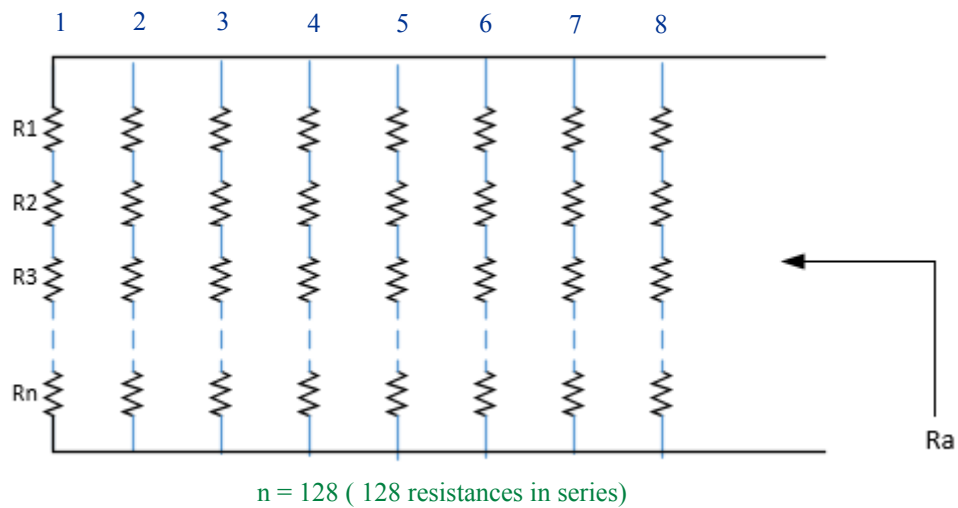 1 2 3 4 5 6 7 8
R1
R2
R3
Rn
Ra
n = 128 ( 128 resistances in series)